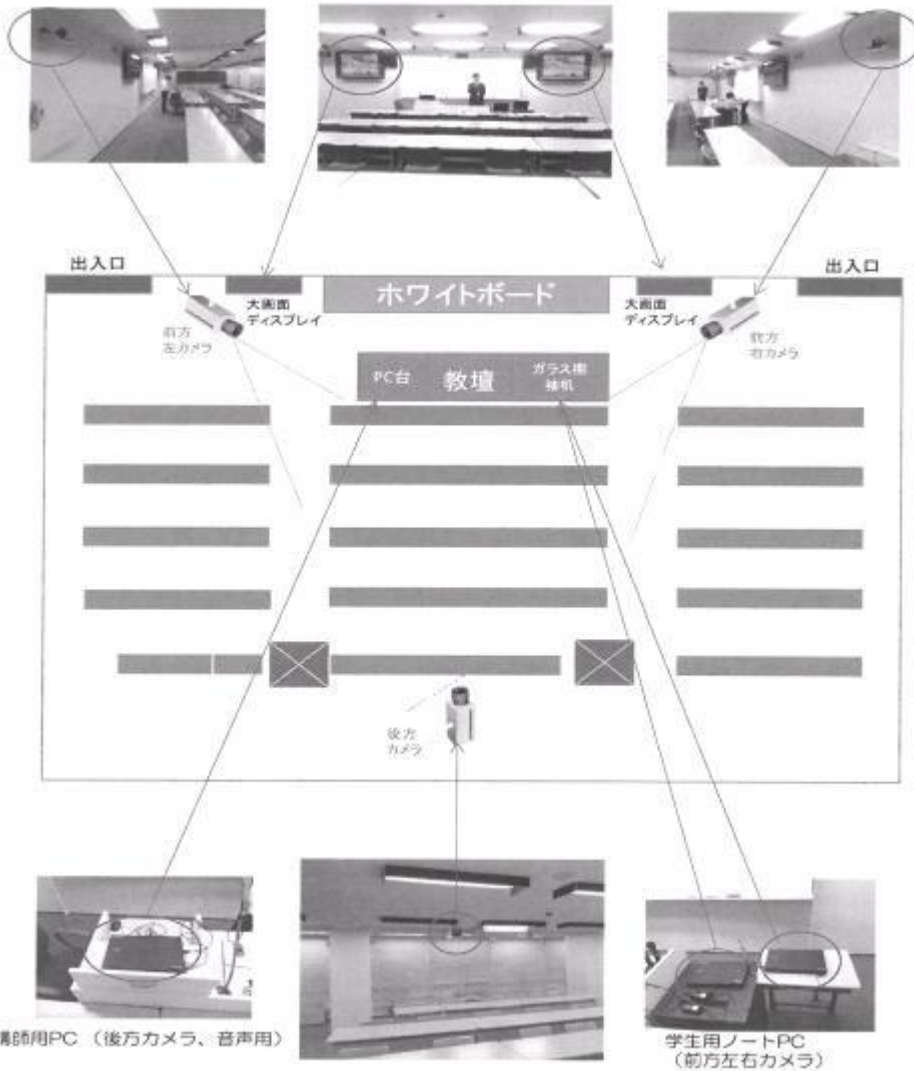 出入口
ホワイトボード
出入口
大画面
ディスプレイ
大画面
ディスプレイ
前方
左カメラ
前方
右カメラ
PC台
教壇
ガラス棚
袖机
後方
カメラ
講師用PC （後方カメラ、音声用）
学生用ノートPC
（前方左右カメラ）